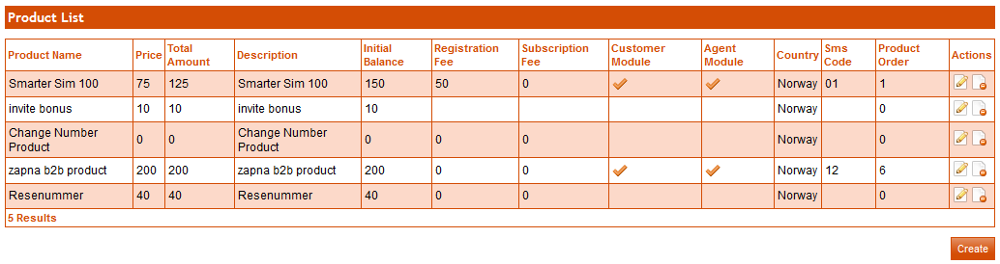 Product List
Product Name Price Total Amount Description Initial Balance Registration Fee Subscription Fee Customer Module Agent Module Country Sms Code Product Order Actions
Smarter Sim 100 75 125 Smarter Sim 100 150 50 0 Norway 01 1
invite bonus 10 10 invite bonus 10 Norway 0
Change Number Product 0 0 Change Number Product 0 0 0 Norway 0
zapna b2b product 200 200 zapna b2b product 200 0 0 Norway 12 6
Resenummer 40 40 Resenummer 40 0 0 Norway 0
5 Results
Create